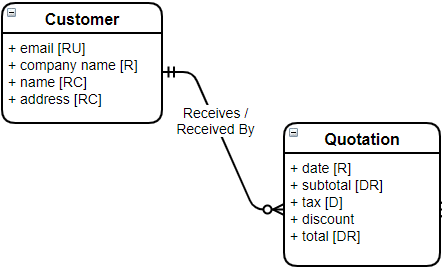 Customer
+ email [RU]
+ company name [R]
+ name [RC]
+ address [RC]
Receives /
Received By
Quotation
+ date [R]
+ subtotal [DR]
+ tax [D]
+ discount
+ total [DR]